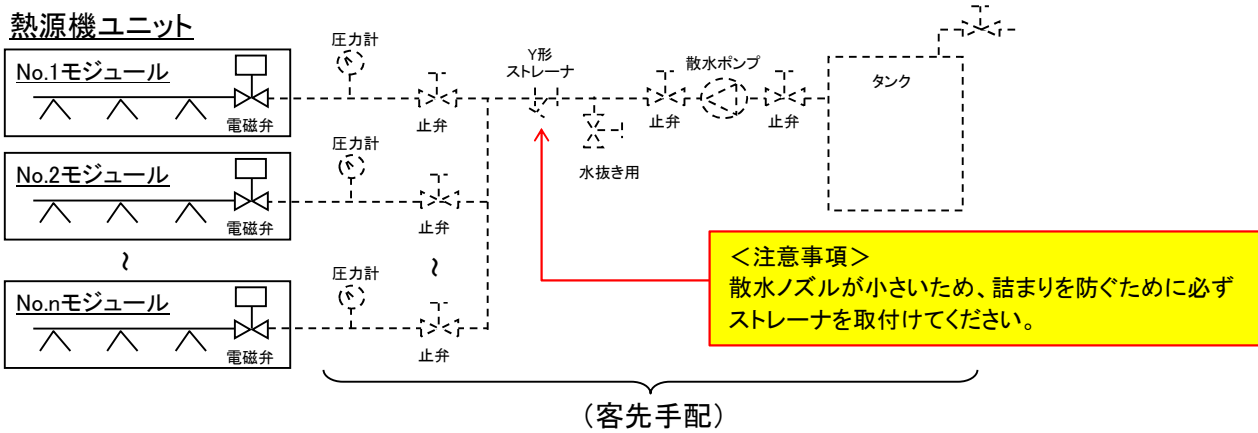 熱源機ユニット
No.1モジュール
電磁弁
圧力計
止弁
Y形
ストレーナ
水抜き用
止弁
散水ポンプ
止弁
タンク
No.2モジュール
電磁弁
圧力計
止弁
~
~
No.nモジュール
電磁弁
圧力計
止弁
<注意事項>
散水ノズルが小さいため、詰まりを防ぐために必ず
ストレーナを取付けてください。
(客先手配)